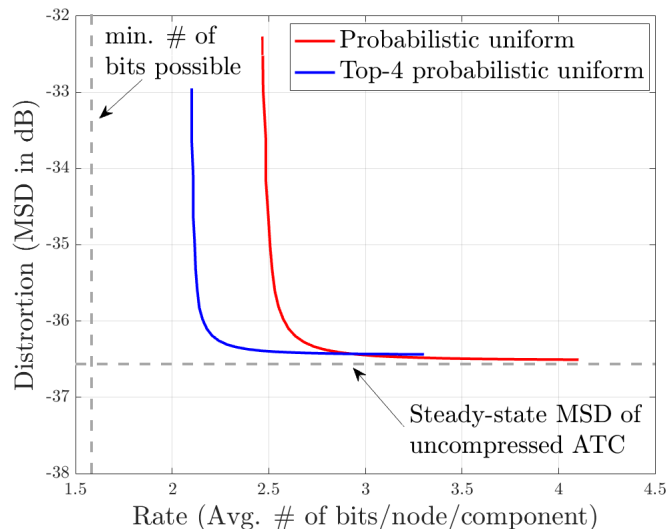 -32
-33
-34
-35
-36
-37
-38
Distrortion (MSD in dB)
min. # of
bits possible
Probabilistic uniform
Top-4 probabilistic uniform
Steady-state MSD of
uncompressed ATC
1.5 2 2.5 3 3.5 4 4.5
Rate (Avg. # of bits/node/component)